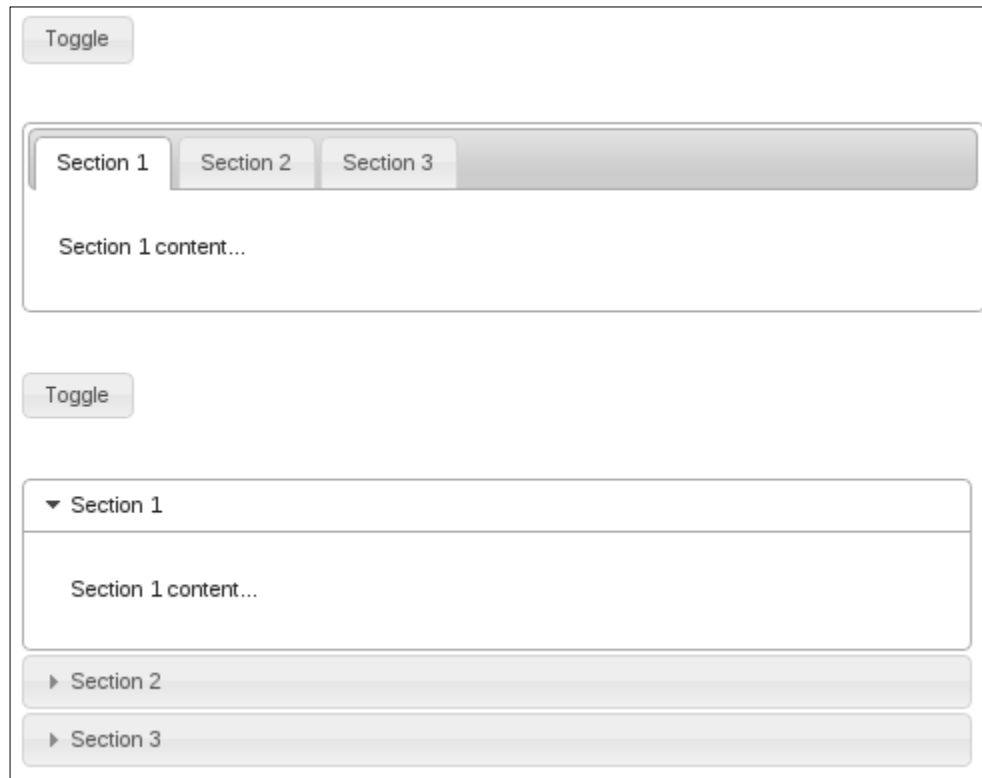 Toggle
Section 1 Section 2 Section 3
Section 1 content...
Toggle
Section 1
Section 1 content...
Section 2
Section 3